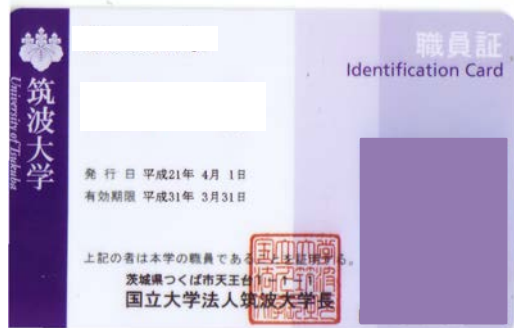 職員証
Identification Card
筑波大学
University of Tsukuba
発行日 平成21年 4月 1日
有効期限 平成31年 3月31日
上記の者は本学の職員であることを証明する。
茨城県つくば市天王台1
国立大学法人筑波大学長